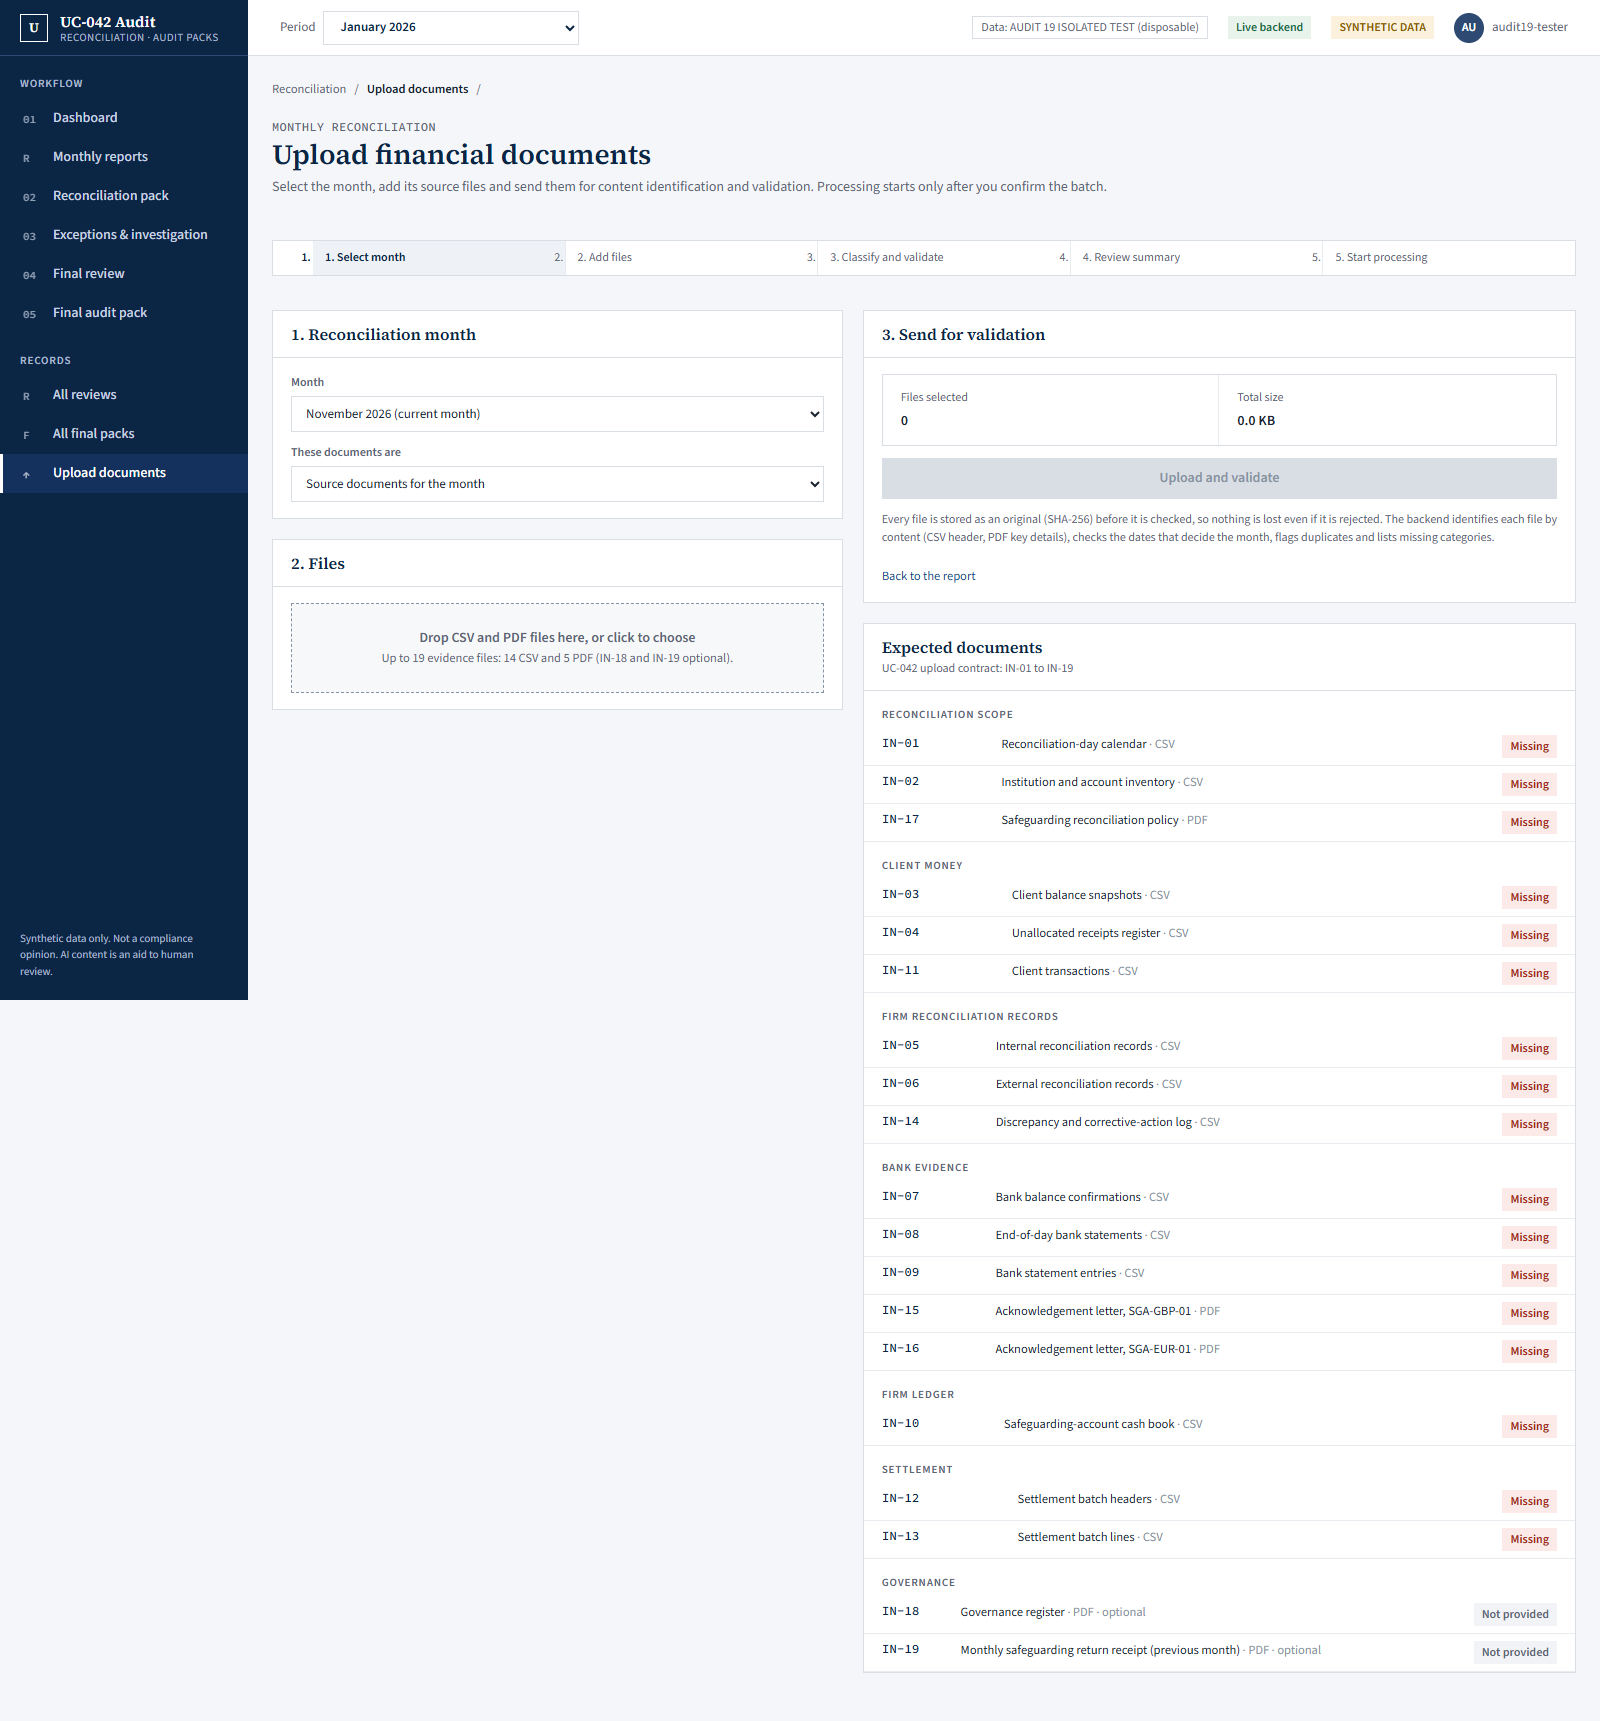 U
UC-042 Audit
RECONCILIATION · AUDIT PACKS
Period
January 2026
Data: AUDIT 19 ISOLATED TEST (disposable)
Live backend
SYNTHETIC DATA
AU
audit19-tester
WORKFLOW
01 Dashboard
R Monthly reports
02 Reconciliation pack
03 Exceptions & investigation
04 Final review
05 Final audit pack
RECORDS
R All reviews
F All final packs
↑ Upload documents
Synthetic data only. Not a compliance
opinion. AI content is an aid to human
review.
Reconciliation / Upload documents /
MONTHLY RECONCILIATION
Upload financial documents
Select the month, add its source files and send them for content identification and validation. Processing starts only after you confirm the batch.
1. 1. Select month
2. 2. Add files
3. 3. Classify and validate
4. 4. Review summary
5. 5. Start processing
1. Reconciliation month
Month
November 2026 (current month)
These documents are
Source documents for the month
2. Files
Drop CSV and PDF files here, or click to choose
Up to 19 evidence files: 14 CSV and 5 PDF (IN-18 and IN-19 optional).
3. Send for validation
Files selected
0
Total size
0.0 KB
Upload and validate
Every file is stored as an original (SHA-256) before it is checked, so nothing is lost even if it is rejected. The backend identifies each file by
content (CSV header, PDF key details), checks the dates that decide the month, flags duplicates and lists missing categories.
Back to the report
Expected documents
UC-042 upload contract: IN-01 to IN-19
RECONCILIATION SCOPE
IN-01 Reconciliation-day calendar · CSV Missing
IN-02 Institution and account inventory · CSV Missing
IN-17 Safeguarding reconciliation policy · PDF Missing
CLIENT MONEY
IN-03 Client balance snapshots · CSV Missing
IN-04 Unallocated receipts register · CSV Missing
IN-11 Client transactions · CSV Missing
FIRM RECONCILIATION RECORDS
IN-05 Internal reconciliation records · CSV Missing
IN-06 External reconciliation records · CSV Missing
IN-14 Discrepancy and corrective-action log · CSV Missing
BANK EVIDENCE
IN-07 Bank balance confirmations · CSV Missing
IN-08 End-of-day bank statements · CSV Missing
IN-09 Bank statement entries · CSV Missing
IN-15 Acknowledgement letter, SGA-GBP-01 · PDF Missing
IN-16 Acknowledgement letter, SGA-EUR-01 · PDF Missing
FIRM LEDGER
IN-10 Safeguarding-account cash book · CSV Missing
SETTLEMENT
IN-12 Settlement batch headers · CSV Missing
IN-13 Settlement batch lines · CSV Missing
GOVERNANCE
IN-18 Governance register · PDF · optional Not provided
IN-19 Monthly safeguarding return receipt (previous month) · PDF · optional Not provided